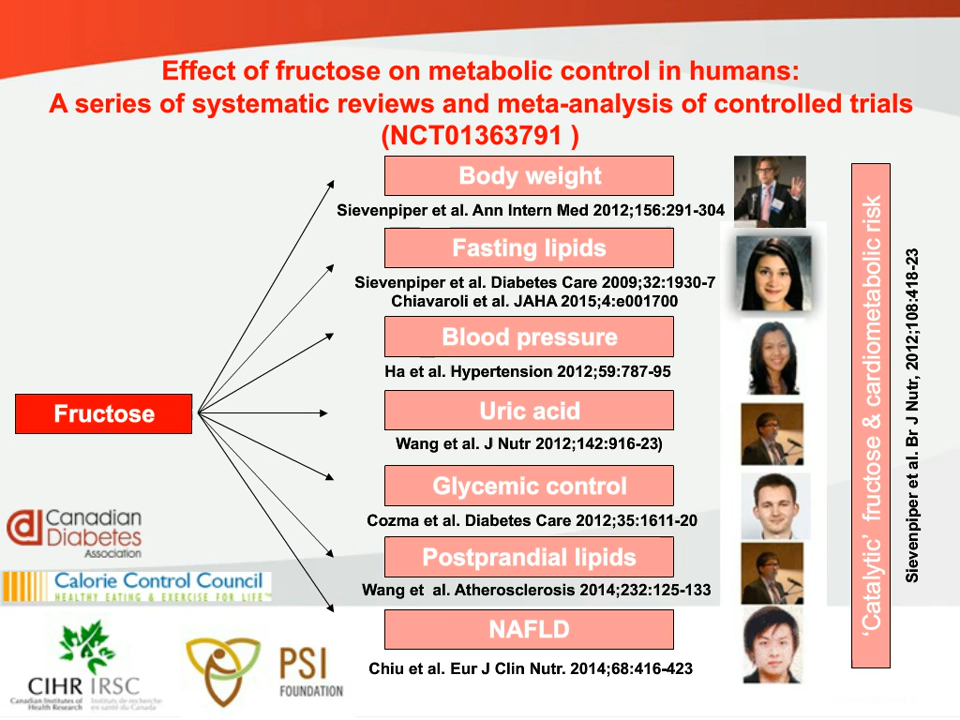 Effect of fructose on metabolic control in humans:
A series of systematic reviews and meta-analysis of controlled trials
(NCT01363791 )
Body weight
Sievenpiper et al. Ann Intern Med 2012;156:291-304
Fasting lipids
Sievenpiper et al. Diabetes Care 2009;32:1930-7
Chiavaroli et al. JAHA 2015;4:e001700
Blood pressure
Ha et al. Hypertension 2012;59:787-95
Fructose
Uric acid
Wang et al. J Nutr 2012;142:916-23)
Glycemic control
Cozma et al. Diabetes Care 2012;35:1611-20
Postprandial lipids
Wang et  al. Atherosclerosis 2014;232:125-133
NAFLD
Chiu et al. Eur J Clin Nutr. 2014;68:416-423
‘Catalytic’ fructose & cardiometabolic risk
Sievenpiper et al. Br J Nutr, 2012;108:418-23
Canadian
Diabetes
Association
Calorie Control Council
HEALTHY EATING & EXERCISE FOR LIFE™
CIHR IRSC
Canadian Institutes of
Health Research
Instituts de recherche
en santé du Canada
PSI
FOUNDATION